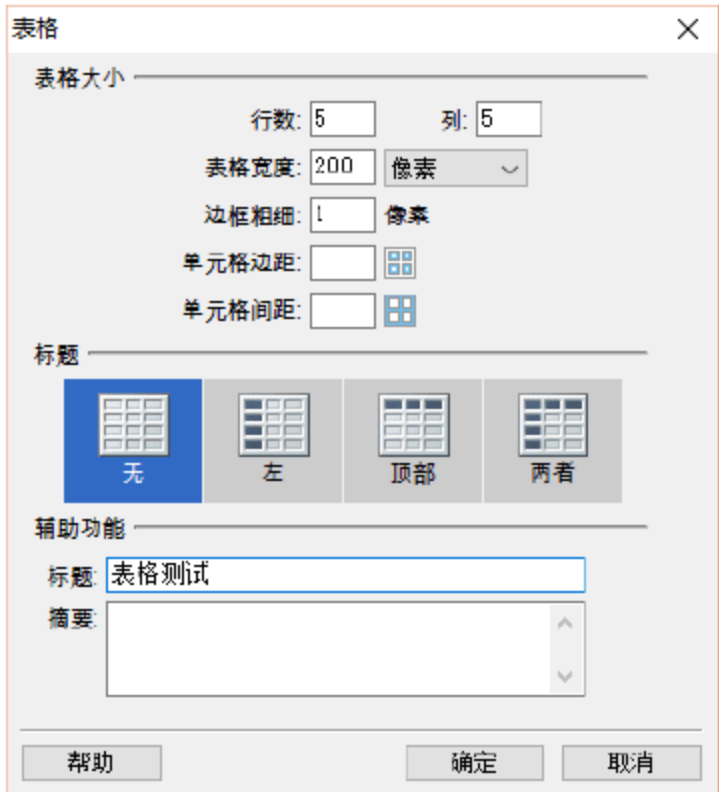 表格
表格大小
行数: 5 列: 5
表格宽度: 200 像素
边框粗细: 1 像素
单元格边距:
单元格间距:
标题
无 左 顶部 两者
辅助功能
标题: 表格测试
摘要:
帮助 确定 取消